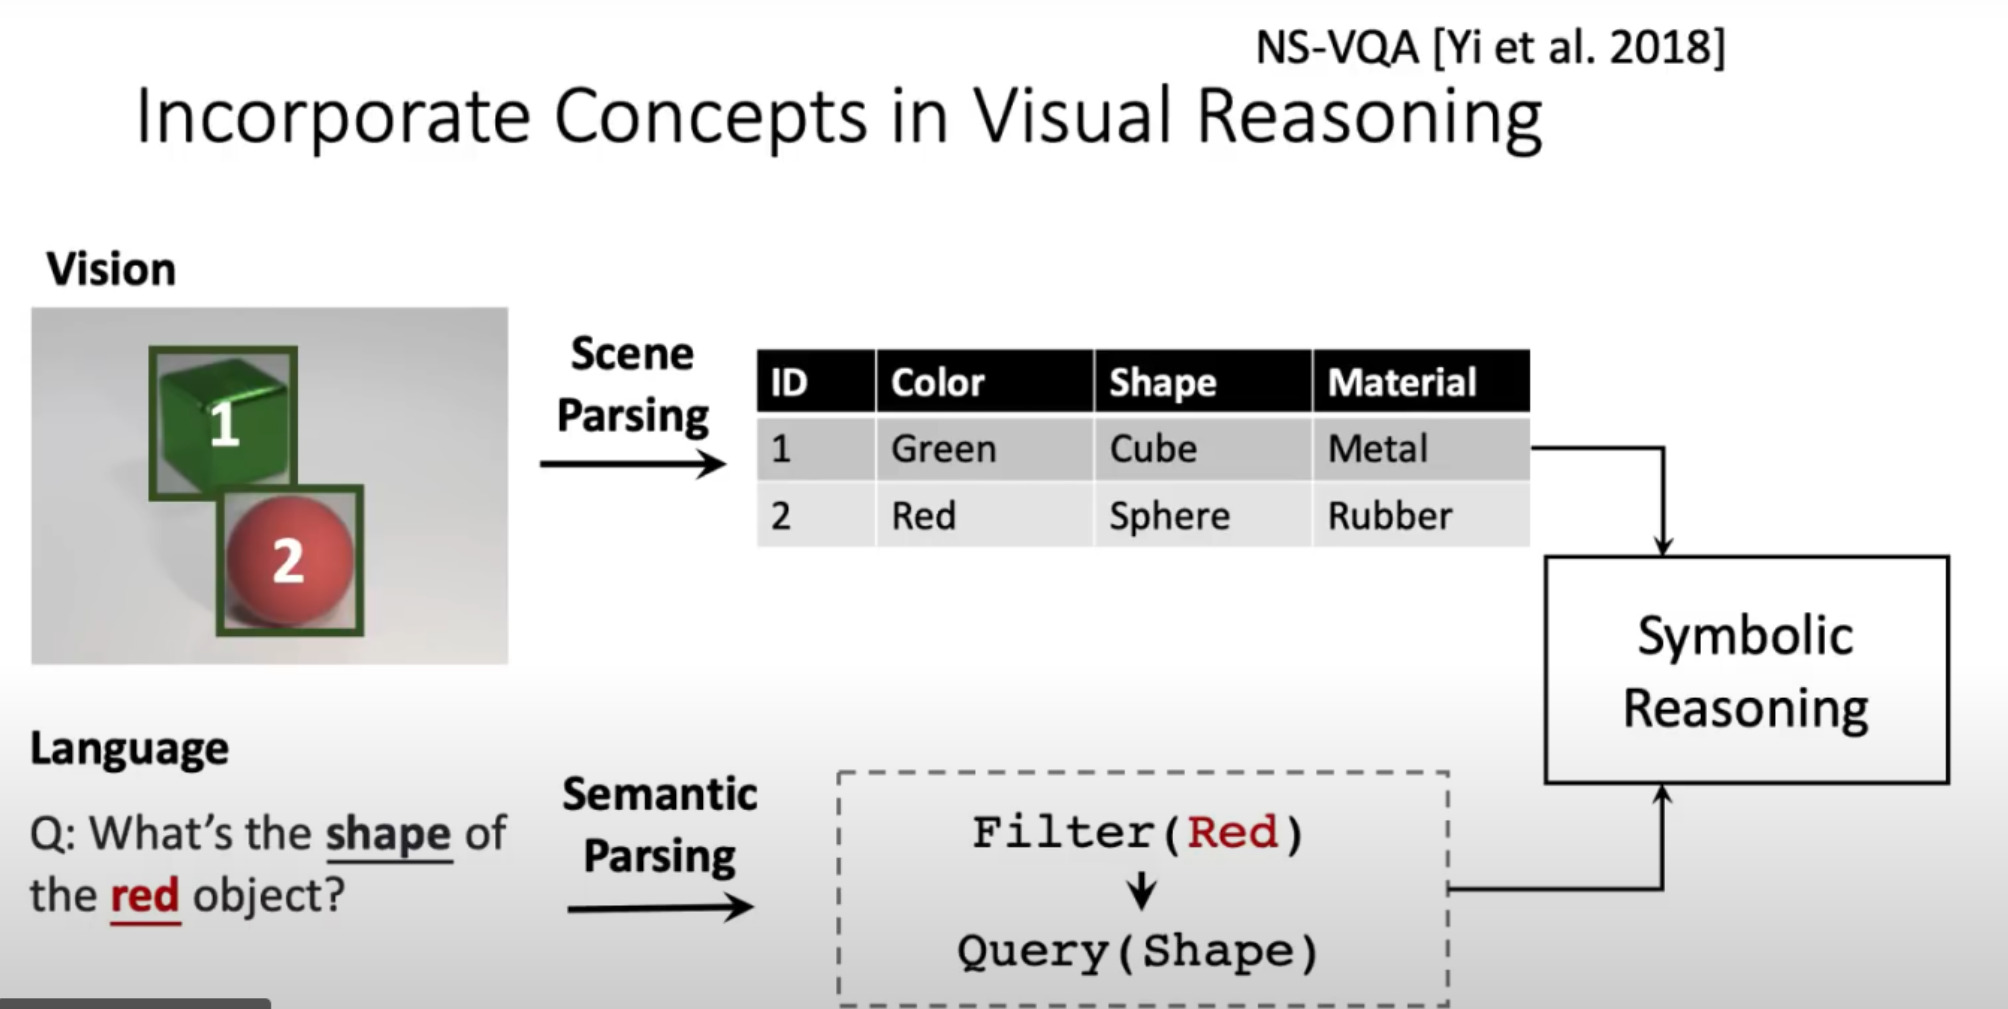 NS-VQA [Yi et al. 2018]
Incorporate Concepts in Visual Reasoning
Vision
1
2
Scene
Parsing
ID Color Shape Material
1 Green Cube Metal
2 Red Sphere Rubber
Symbolic
Reasoning
Language
Q: What's the shape of
the red object?
Semantic
Parsing
Filter(Red)
Query(Shape)